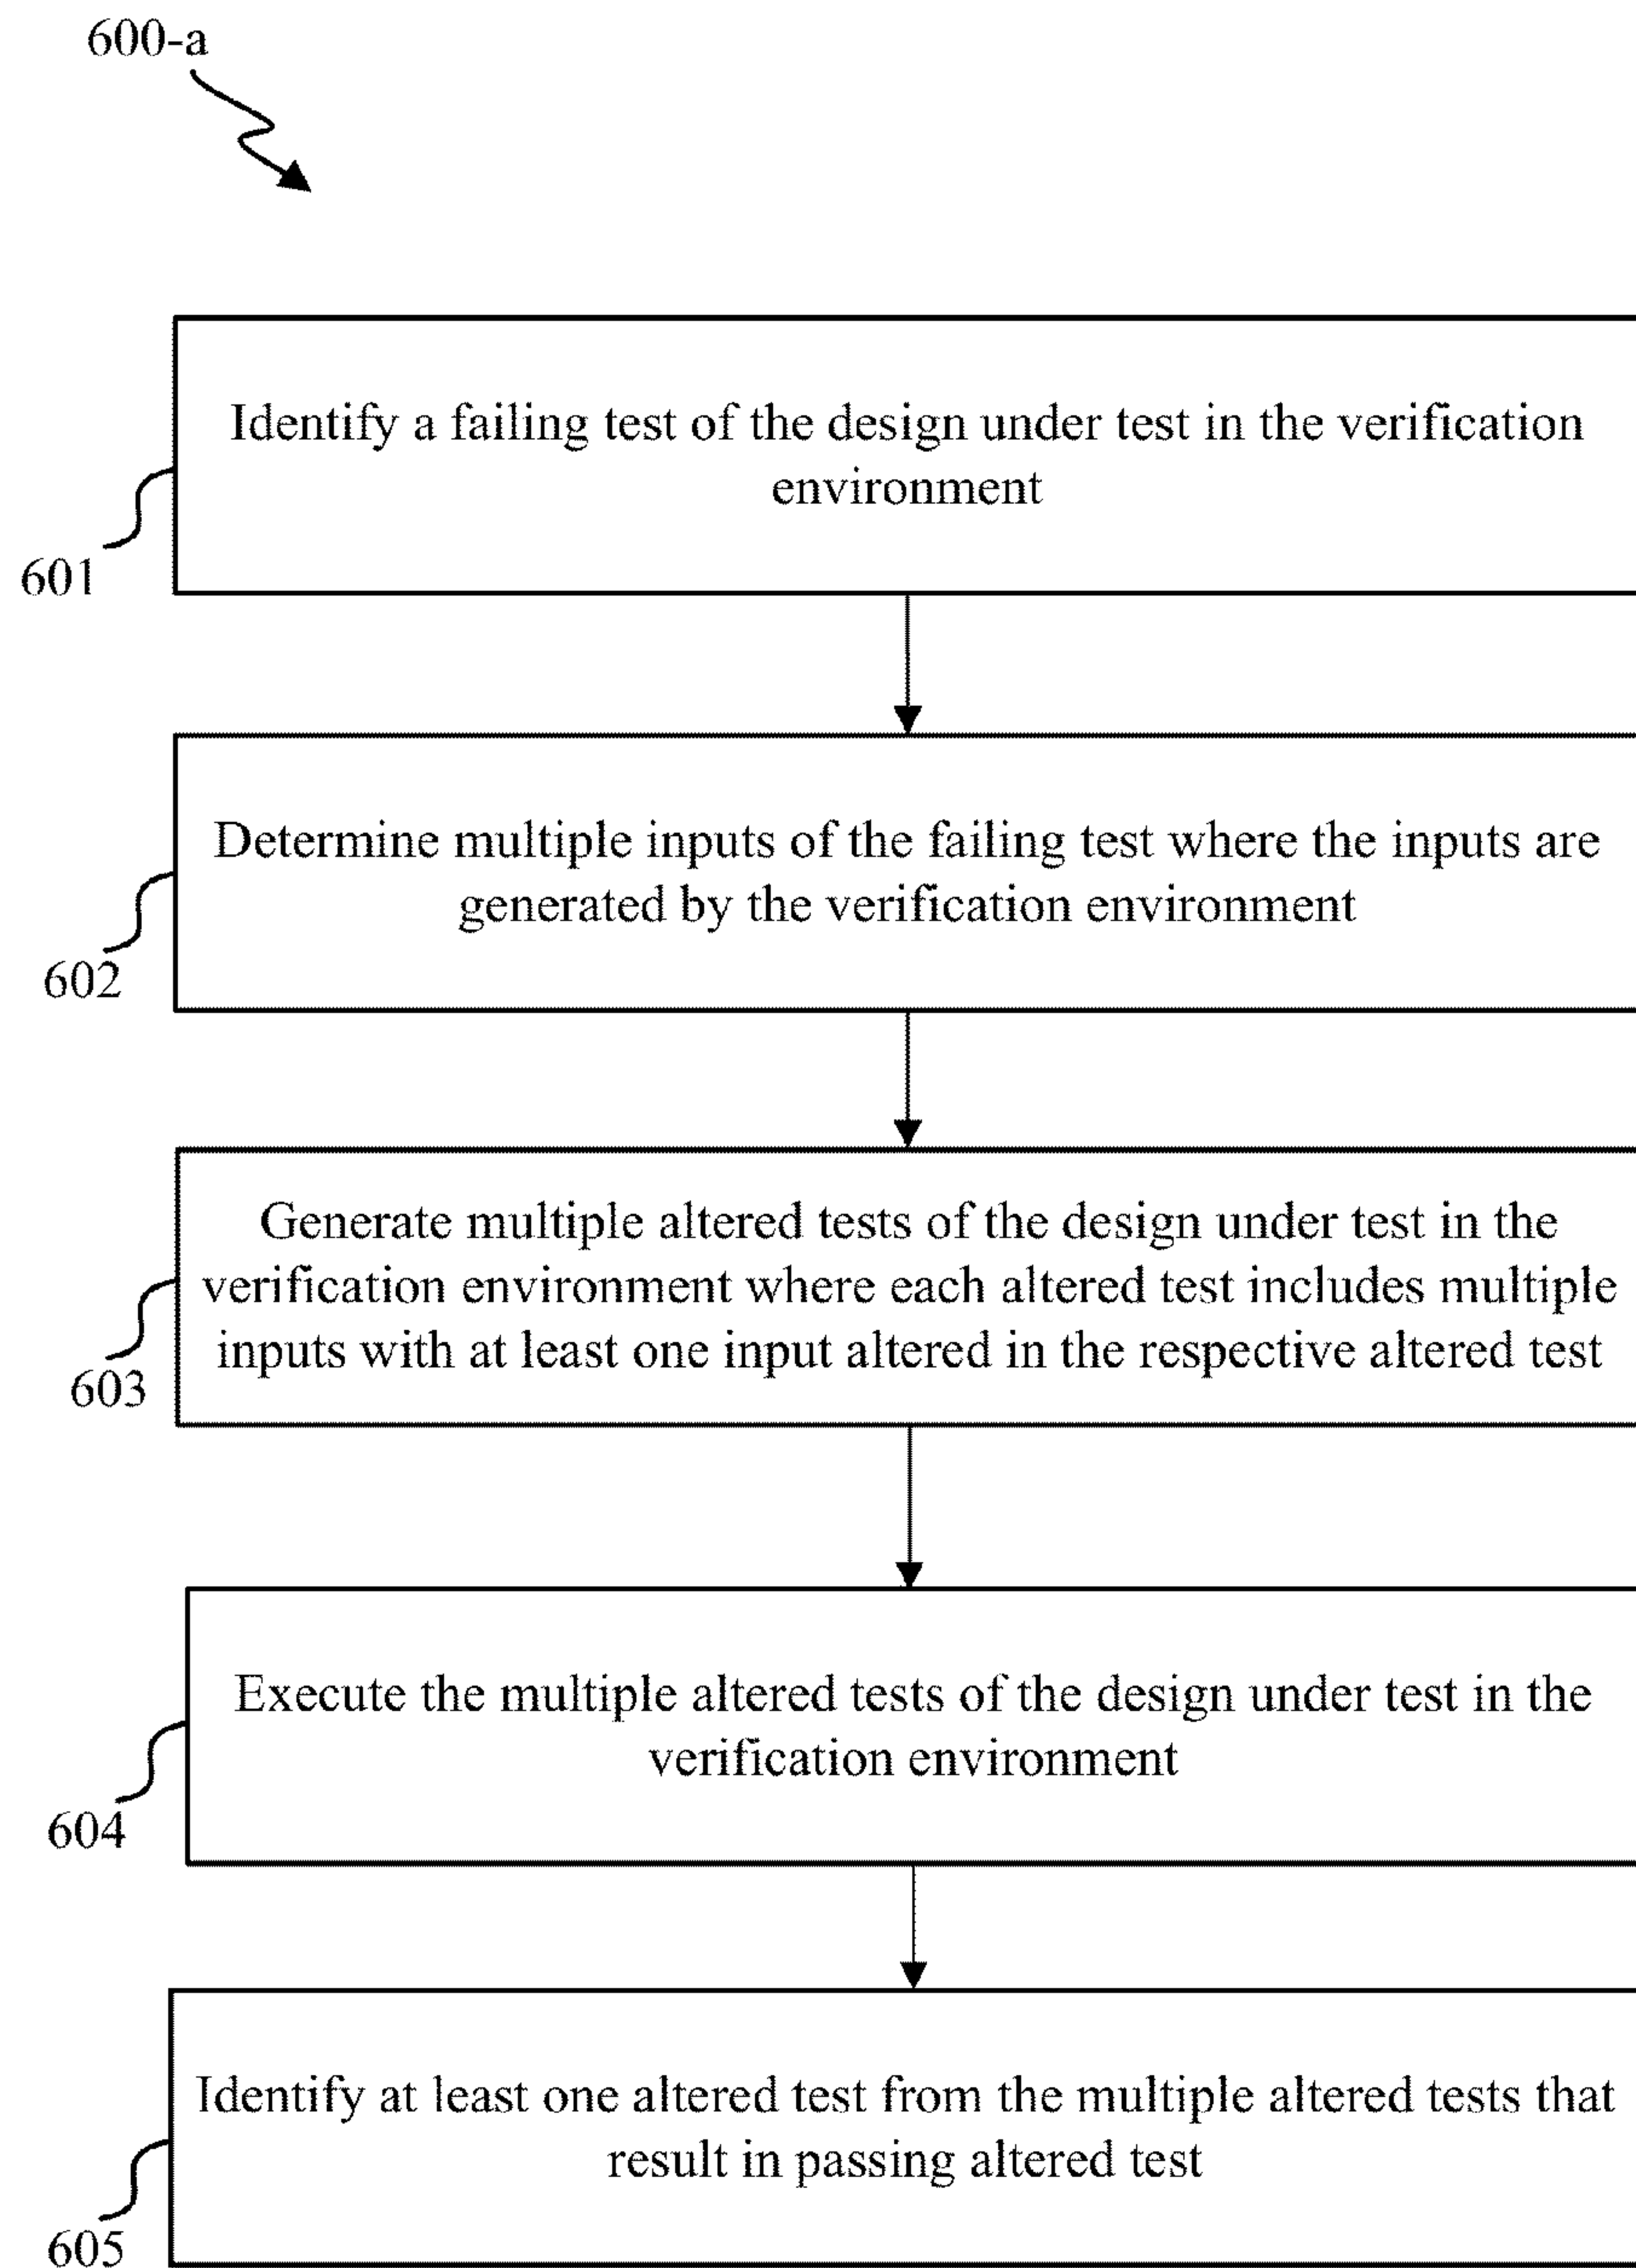 600-a
Identify a failing test of the design under test in the verification
environment
601
Determine multiple inputs of the failing test where the inputs are
generated by the verification environment
602
Generate multiple altered tests of the design under test in the
verification environment where each altered test includes multiple
inputs with at least one input altered in the respective altered test
603
Execute the multiple altered tests of the design under test in the
verification environment
604
Identify at least one altered test from the multiple altered tests that
result in passing altered test
605